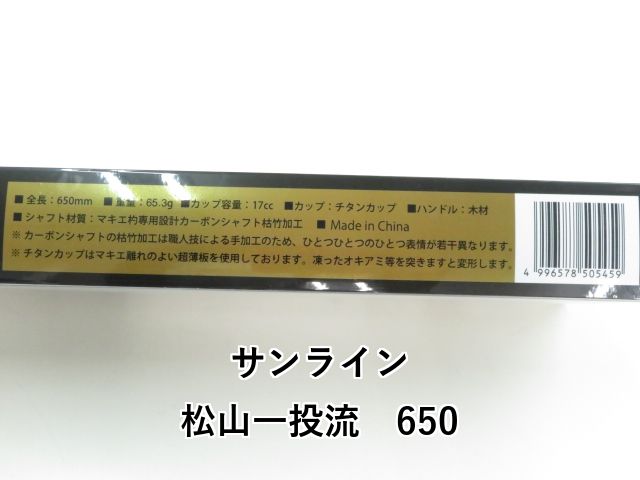 ■ 全長：650mm ■ 重量：65.3g ■カップ容量：17cc ■カップ：チタンカップ ■ハンドル：木材
■ シャフト材質：マキエ杓専用設計カーボンシャフト枯竹加工 ■ Made in China
※ カーボンシャフトの枯竹加工は職人技による手加工のため、ひとつひとつのひとつ表情が若干異なります。
※ チタンカップはマキエ離れのよい超薄板を使用しております。凍ったオキアミ等を突きますと変形します。
4 996578 505459
サンライン
松山一投流 650